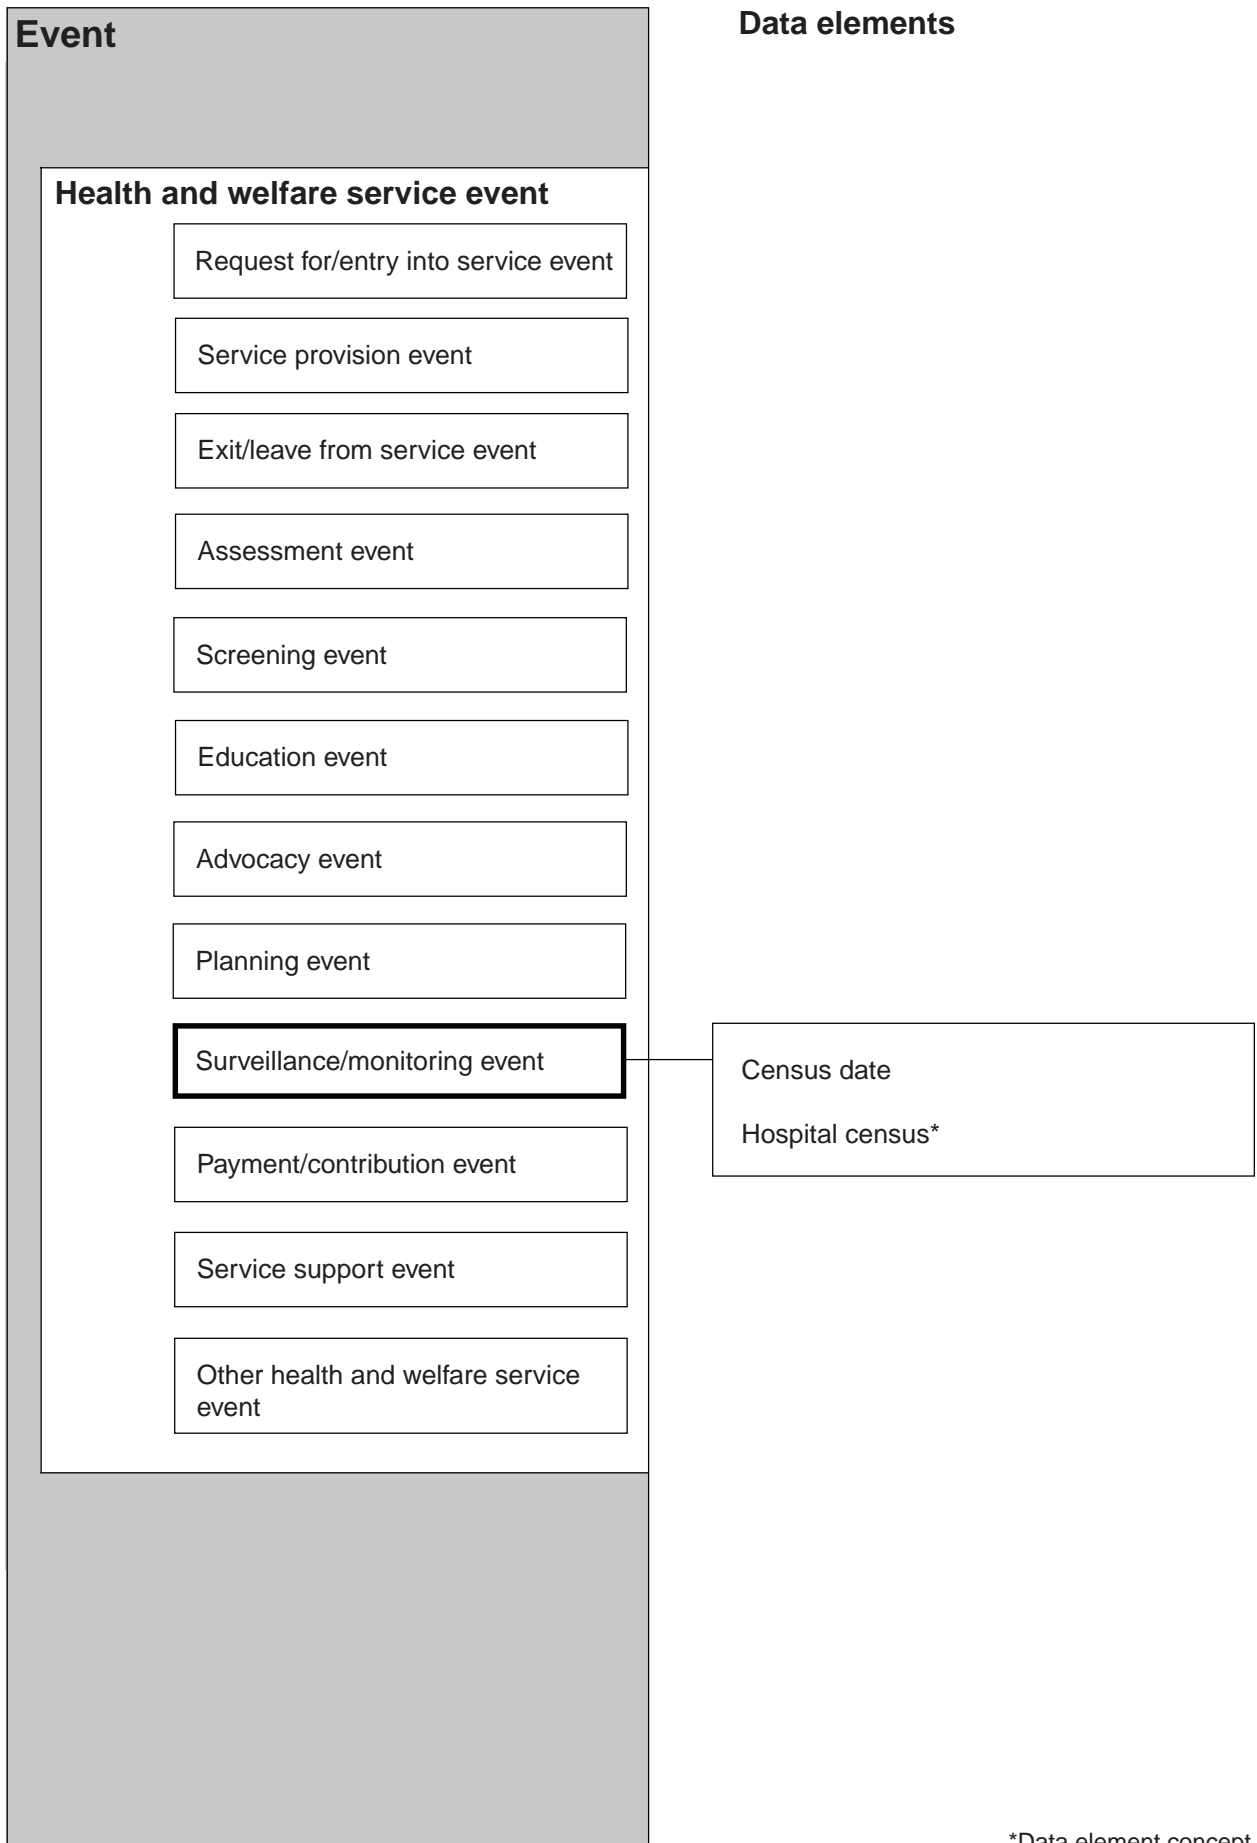 Event
Data elements
Health and welfare service event
Request for/entry into service event
Service provision event
Exit/leave from service event
Assessment event
Screening event
Education event
Advocacy event
Planning event
Surveillance/monitoring event
Census date
Hospital census*
Payment/contribution event
Service support event
Other health and welfare service
event
*Data element concept